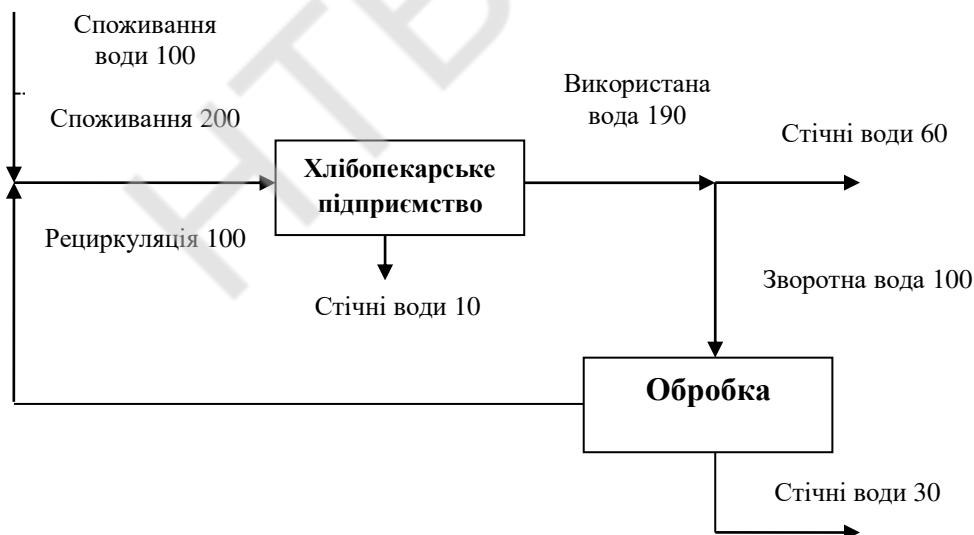 Споживання
води 100
Використана
вода 190
Споживання 200
Стічні води 60
Хлібопекарське
підприємство
Рециркуляція 100
Зворотна вода 100
Стічні води 10
Обробка
Стічні води 30
НТБ